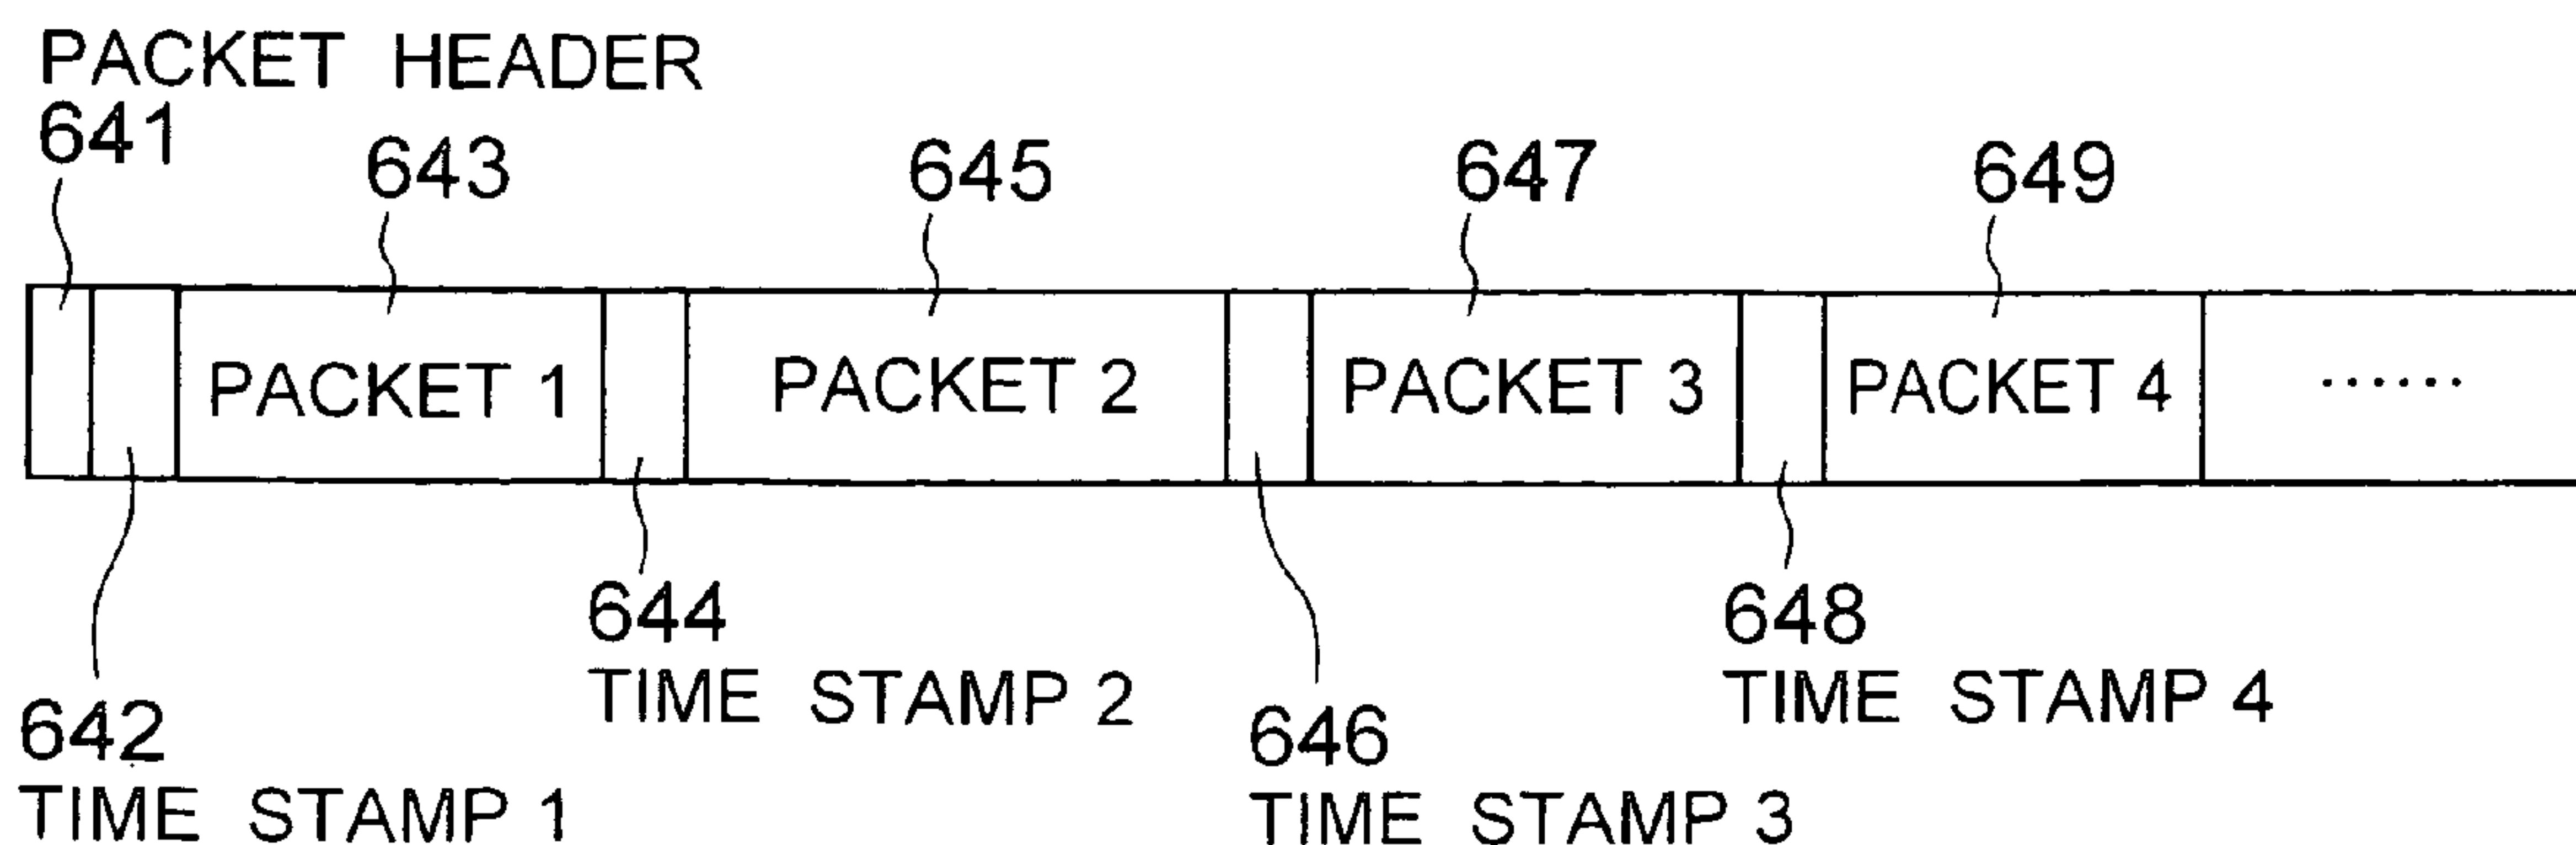 PACKET HEADER
641
643
645
647
649
PACKET 1
PACKET 2
PACKET 3
PACKET 4
......
644
TIME STAMP 2
648
TIME STAMP 4
642
TIME STAMP 1
646
TIME STAMP 3